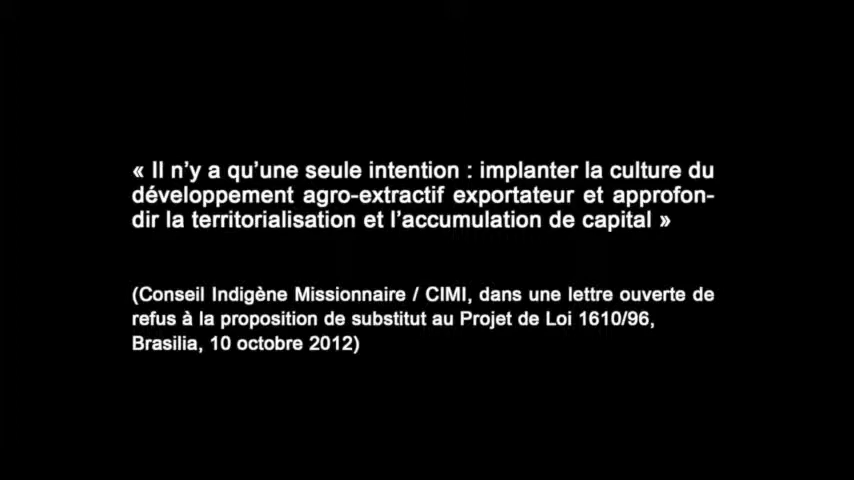 « Il n’y a qu’une seule intention : implanter la culture du
développement agro-extractif exportateur et approfon-
dir la territorialisation et l’accumulation de capital »
(Conseil Indigène Missionnaire / CIMI, dans une lettre ouverte de
refus à la proposition de substitut au Projet de Loi 1610/96,
Brasilia, 10 octobre 2012)